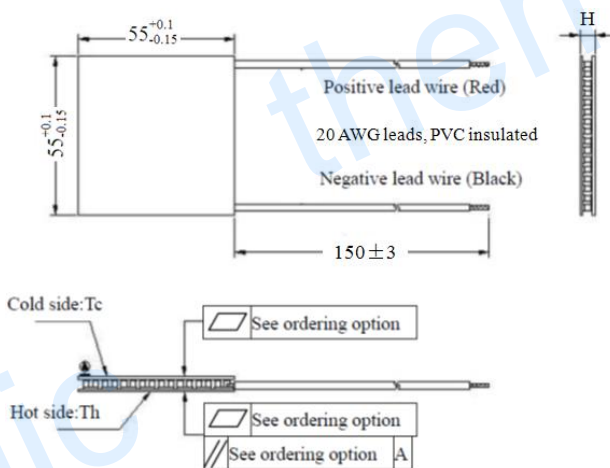 55+0.1 -0.15
H
Positive lead wire (Red)
55+0.1 -0.15
20 AWG leads, PVC insulated
Negative lead wire (Black)
150±3
Cold side:Tc
See ordering option
A
Hot side:Th
See ordering option
// See ordering option A
ther
ic